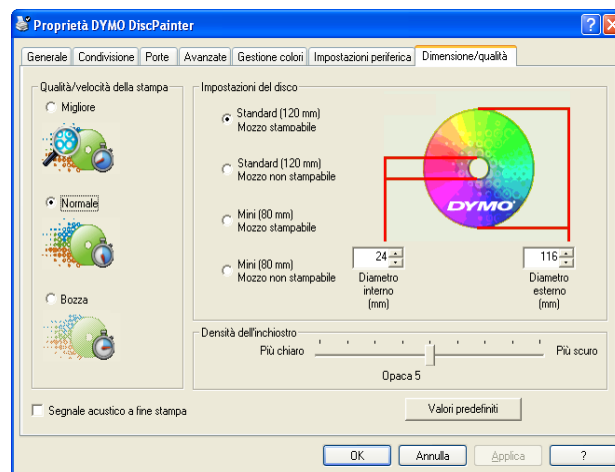 Proprietà DYMO DiscPainter
Generale
Condivisione
Porte
Avanzate
Gestione colori
Impostazioni periferica
Dimensione/qualità
Qualità/velocità della stampa
Migliore
Normale
Bozza
Impostazioni del disco
Standard (120 mm)
Mozzo stampabile
Standard (120 mm)
Mozzo non stampabile
Mini (80 mm)
Mozzo stampabile
Mini (80 mm)
Mozzo non stampabile
DYMO
24
Diametro
interno
(mm)
116
Diametro
esterno
(mm)
Densità dell'inchiostro
Più chiaro
Più scuro
Opaca 5
Segnale acustico a fine stampa
Valori predefiniti
OK
Annulla
Applica
?